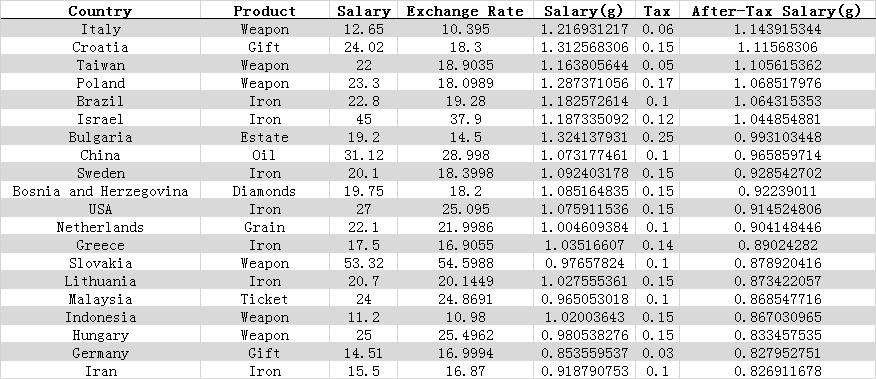 Country Product Salary Exchange Rate Salary(g) Tax After-Tax Salary(g)
Italy Weapon 12.65 10.395 1.216931217 0.06 1.143915344
Croatia Gift 24.02 18.3 1.312568306 0.15 1.11568306
Taiwan Weapon 22 18.9035 1.163805644 0.05 1.105615362
Poland Weapon 23.3 18.0989 1.287371056 0.17 1.068517976
Brazil Iron 22.8 19.28 1.182572614 0.1 1.064315353
Israel Iron 45 37.9 1.187335092 0.12 1.044854881
Bulgaria Estate 19.2 14.5 1.324137931 0.25 0.993103448
China Oil 31.12 28.998 1.073177461 0.1 0.965859714
Sweden Iron 20.1 18.3998 1.092403178 0.15 0.928542702
Bosnia and Herzegovina Diamonds 19.75 18.2 1.085164835 0.15 0.92239011
USA Iron 27 25.095 1.075911536 0.15 0.914524806
Netherlands Grain 22.1 21.9986 1.004609384 0.1 0.904148446
Greece Iron 17.5 16.9055 1.03516607 0.14 0.89024282
Slovakia Weapon 53.32 54.5988 0.97657824 0.1 0.878920416
Lithuania Iron 20.7 20.1449 1.027555361 0.15 0.873422057
Malaysia Ticket 24 24.8691 0.965053018 0.1 0.868547716
Indonesia Weapon 11.2 10.98 1.02003643 0.15 0.867030965
Hungary Weapon 25 25.4962 0.980538276 0.15 0.833457535
Germany Gift 14.51 16.9994 0.853559537 0.03 0.827952751
Iran Iron 15.5 16.87 0.918790753 0.1 0.826911678